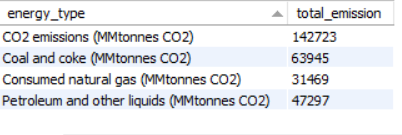 energy_type total_emission
CO2 emissions (MMtonnes CO2) 142723
Coal and coke (MMtonnes CO2) 63945
Consumed natural gas (MMtonnes CO2) 31469
Petroleum and other liquids (MMtonnes CO2) 47297